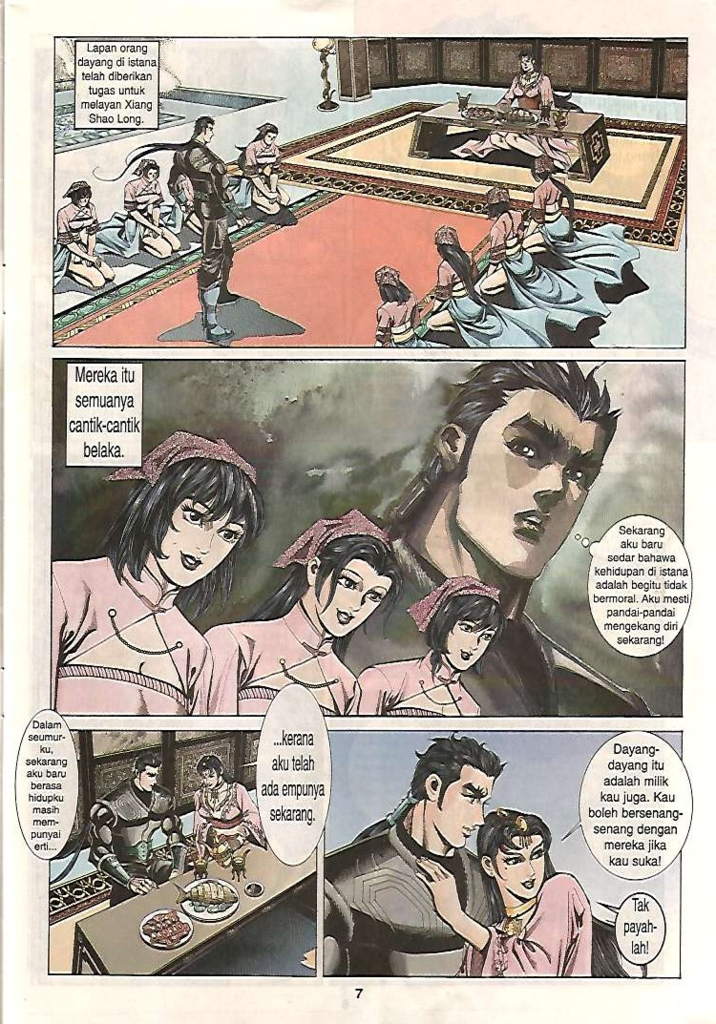 Lapan orang
dayang di istana
telah diberikan
tugas untuk
melayan Xiang
Shao Long.
Mereka itu
semuanya
cantik-cantik
belaka.
Sekarang
aku baru
sedar bahawa
kehidupan di istana
adalah begitu tidak
bermoral. Aku mesti
pandai-pandai
mengekang diri
sekarang!
Dalam
seumur-
ku,
sekarang
aku baru
berasa
hidupku
masih
mem-
punyai
erti...
...kerana
aku telah
ada empunya
sekarang.
Dayang-
dayang itu
adalah milik
kau juga. Kau
boleh bersenang-
senang dengan
mereka jika
kau suka!
Tak
payah-
lah!
7